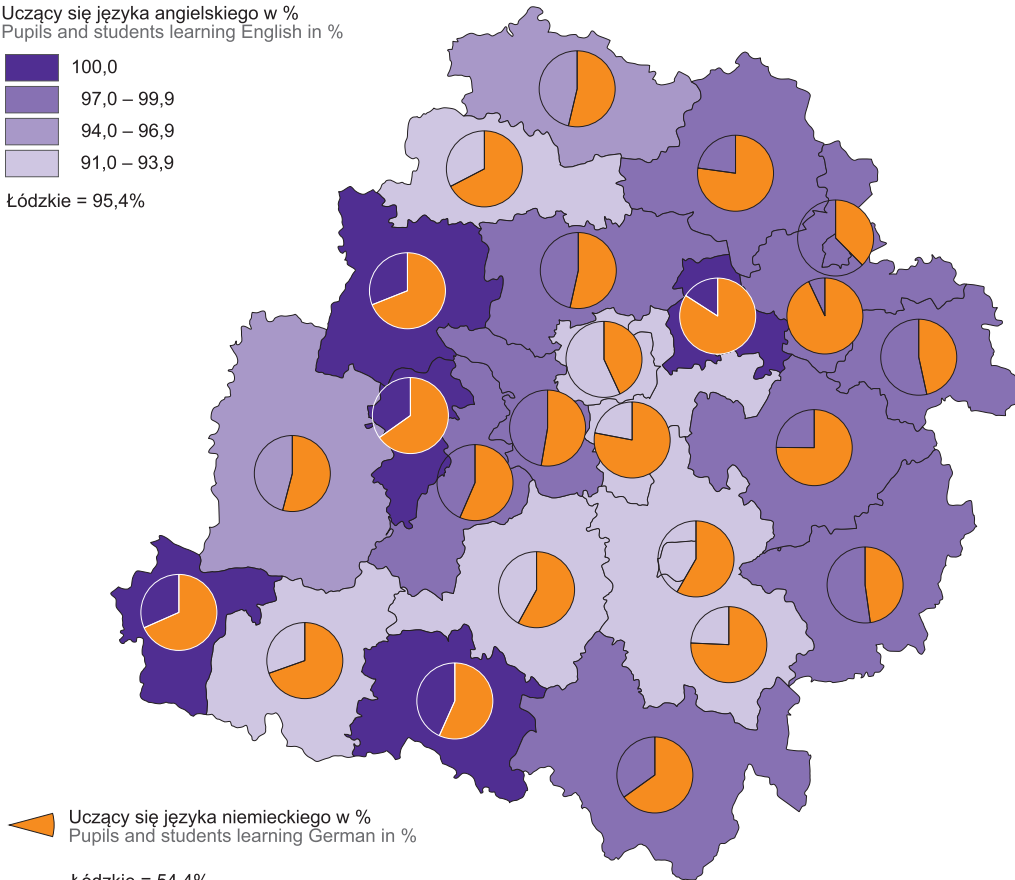 Uczący się języka angielskiego w %
Pupils and students learning English in %
100,0
97,0 – 99,9
94,0 – 96,9
91,0 – 93,9
Łódzkie = 95,4%
Uczący się języka niemieckiego w %
Pupils and students learning German in %
Łódzkie = 54,4%